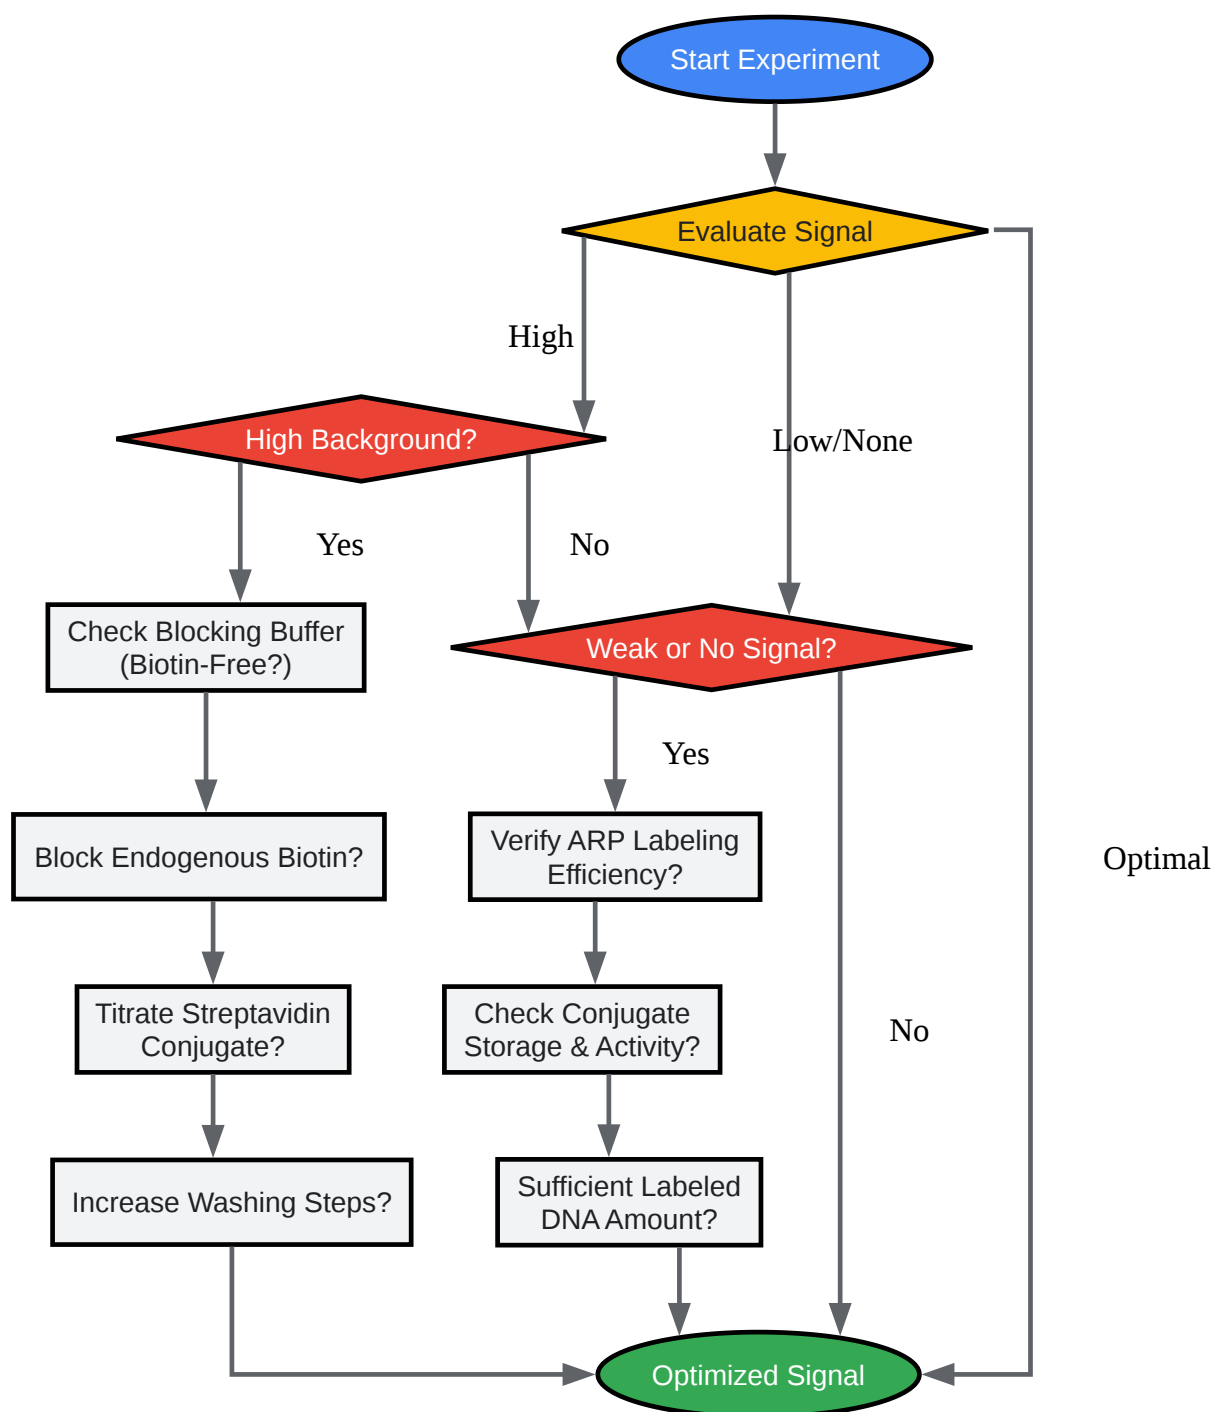 Start Experiment
Evaluate Signal
High
High Background?
Low/None
Yes
No
Check Blocking Buffer
(Biotin-Free?)
Weak or No Signal?
Yes
Block Endogenous Biotin?
Verify ARP Labeling
Efficiency?
Optimal
Titrate Streptavidin
Conjugate?
Check Conjugate
Storage & Activity?
No
Increase Washing Steps?
Sufficient Labeled
DNA Amount?
Optimized Signal